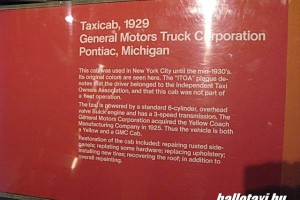 Taxicab, 1929
General Motors Truck Corporation
Pontiac, Michigan
This cab was used in New York City until the mid-1930's.
Its original colors are seen here. The "ITOA" plaque de-
notes that the driver belonged to the Independent Taxi
Owners Association, and that this cab was not part of
a fleet operation.
The taxi is powered by a standard 6-cylinder, overhead
valve Buick engine and has a 3-speed transmission. The
General Motors Corporation acquired the Yellow Coach
Manufacturing Company in 1925. Thus the vehicle is both
a Yellow and a GMC Cab.
Restoration of the cab included: repairing rusted side-
panels; replating some hardware; replacing upholstery;
installing new tires; recovering the roof; in addition to
overall repainting.
ballotaxi.hu